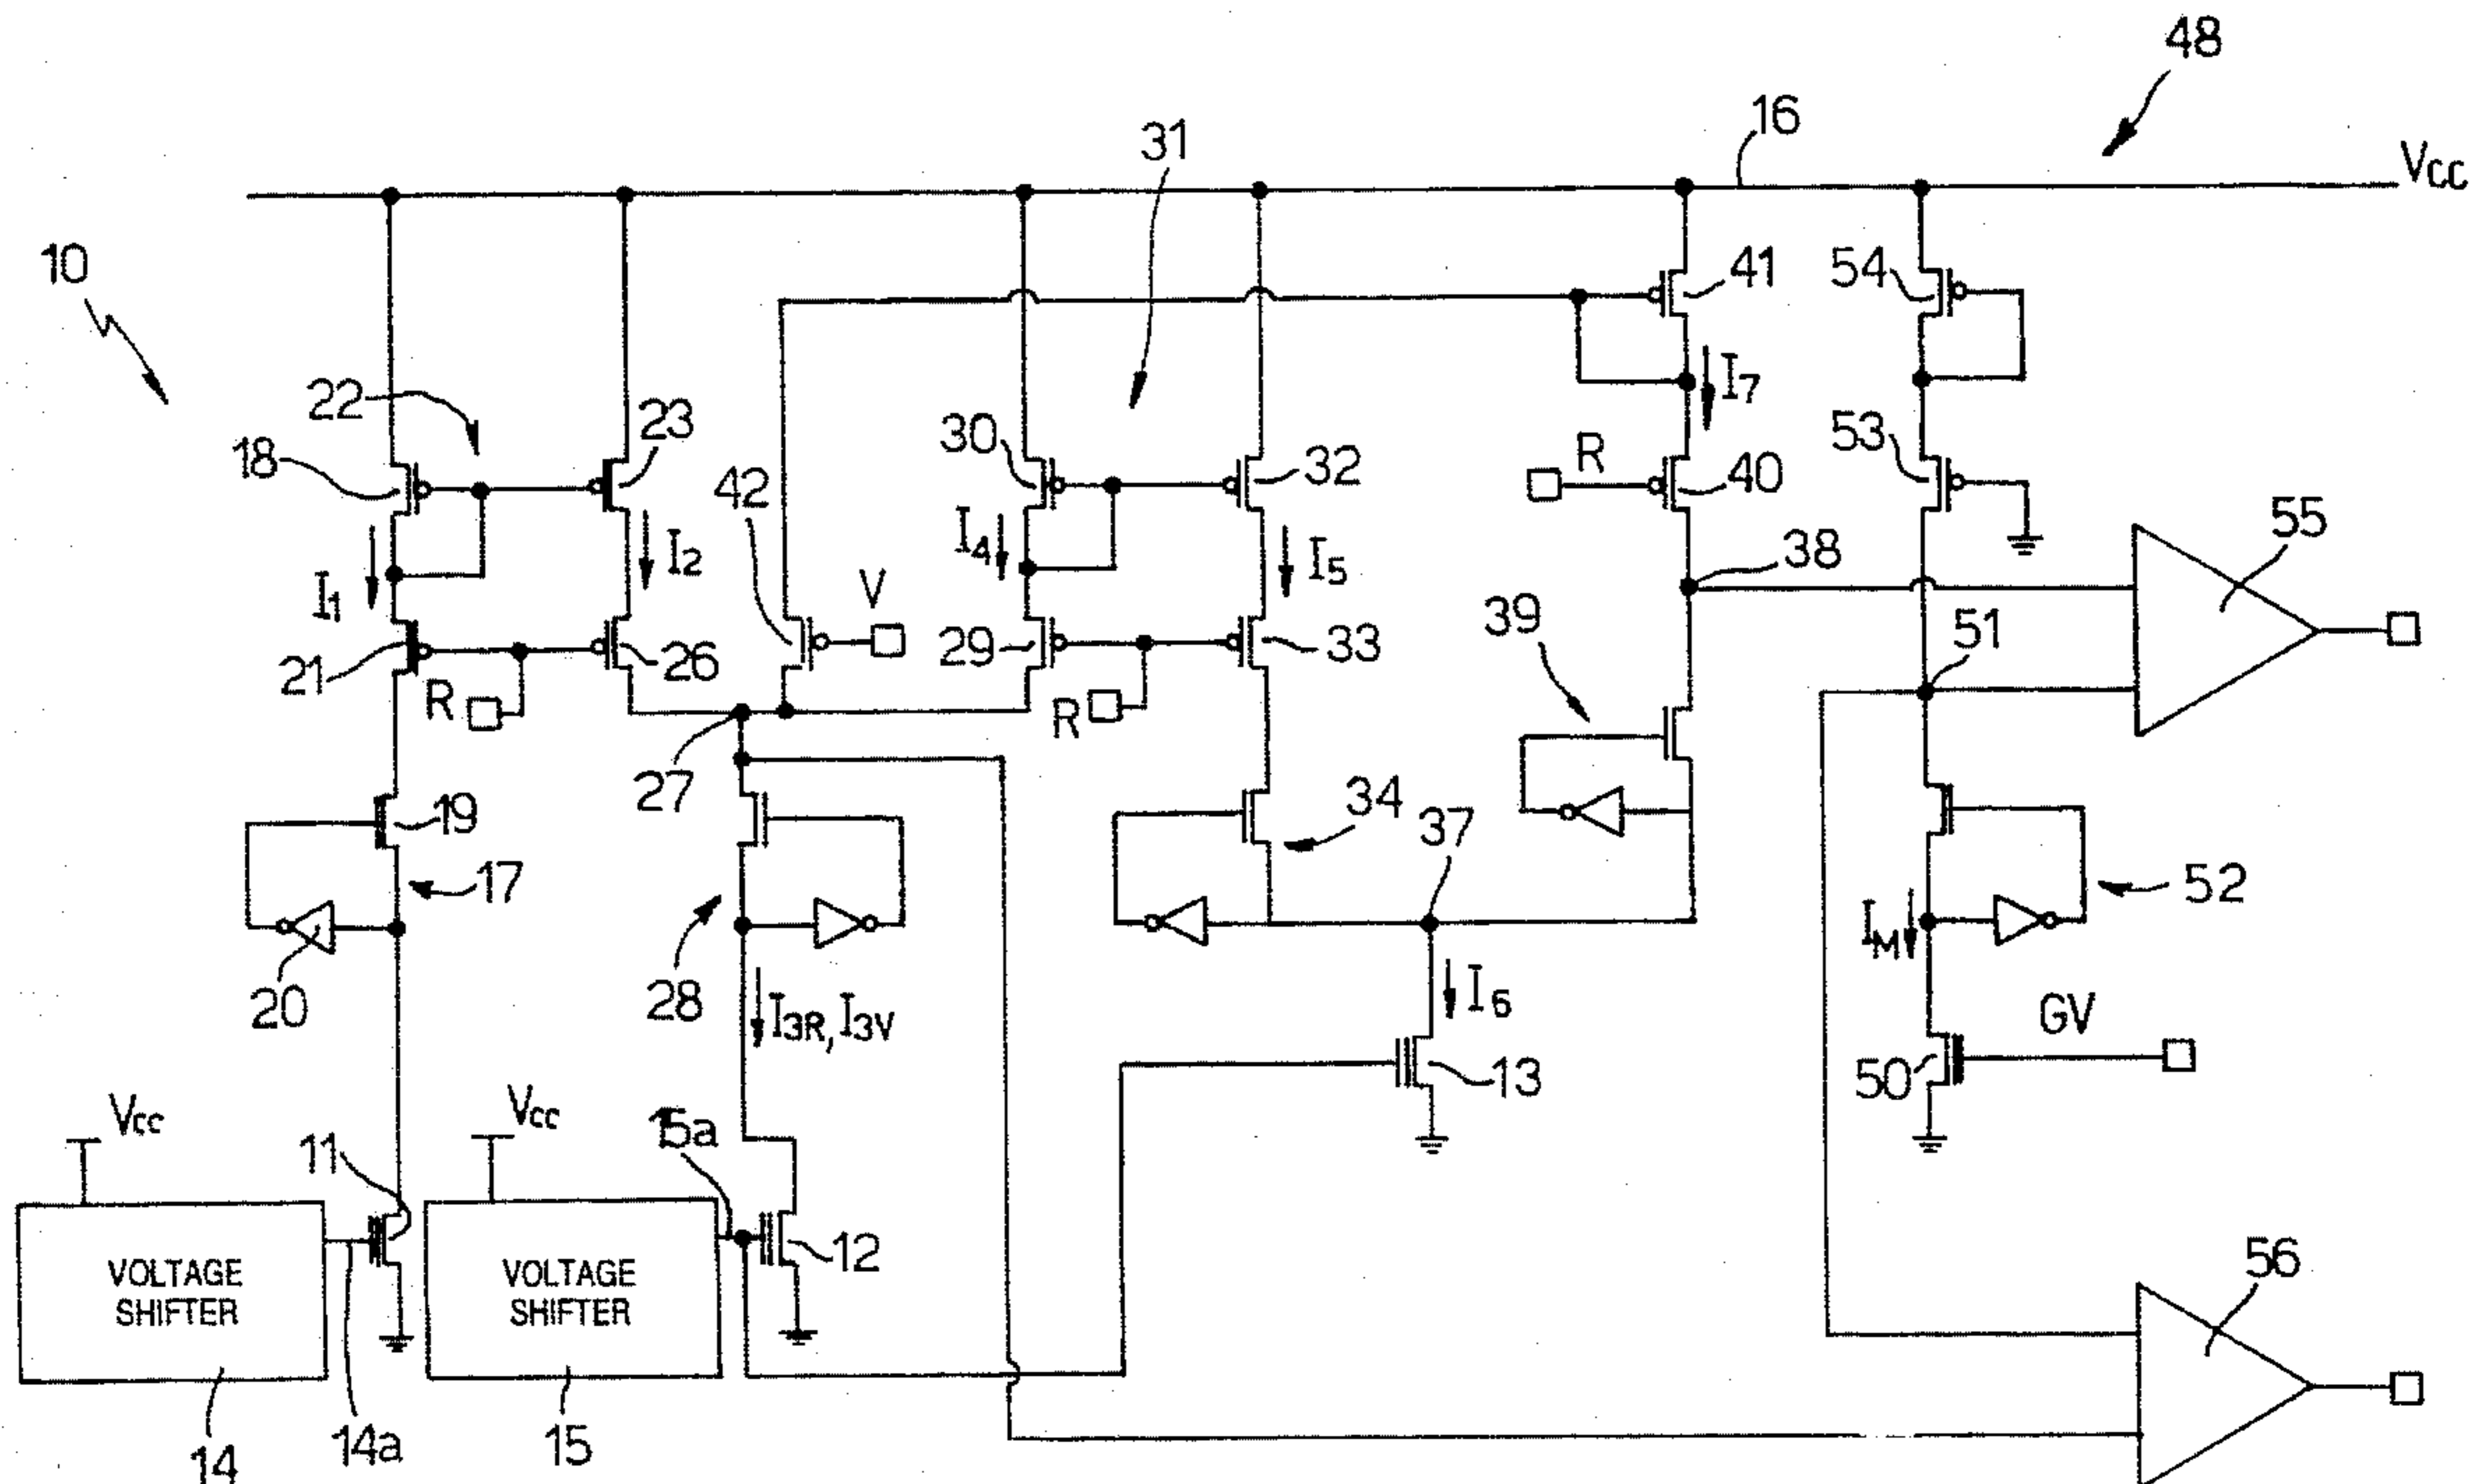 48
16
31
VCC
10
41
54
I7
22
23
18
42
30
32
R
40
53
55
I1
I2
V
I4
I5
38
39
51
21
26
29
33
R
R
27
19
34
37
17
52
20
28
I3R, I3V
I6
IM
GV
13
50
VCC
11
VCC
15a
12
VOLTAGE
SHIFTER
VOLTAGE
SHIFTER
56
14
14a
15